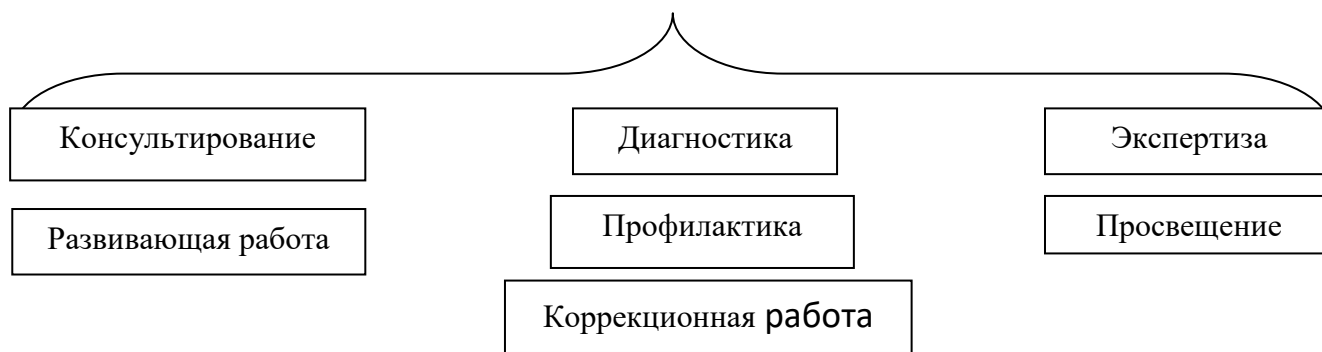 Консультирование
Диагностика
Экспертиза
Развивающая работа
Профилактика
Просвещение
Коррекционная работа